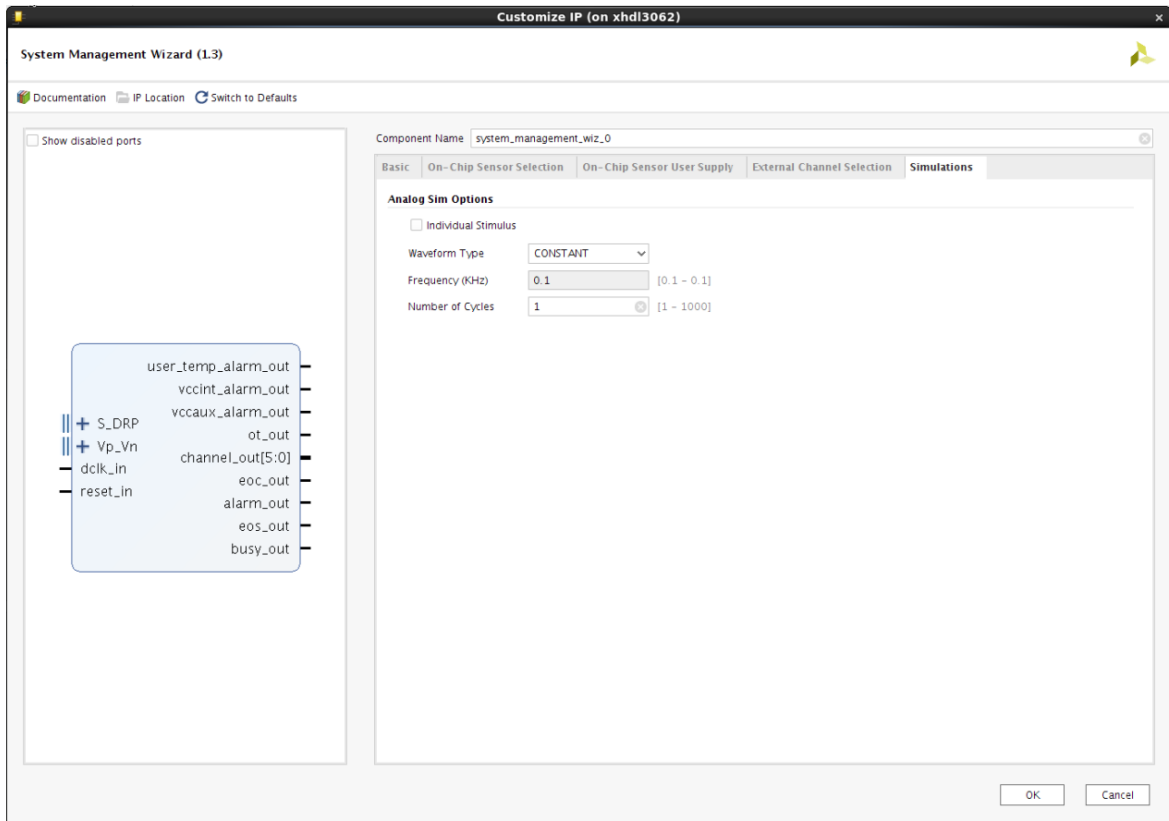 Customize IP (on xhdl3062)
System Management Wizard (1.3)
Documentation IP Location Switch to Defaults
Show disabled ports
S_DRP
Vp_Vn
dclk_in
reset_in
user_temp_alarm_out
vccint_alarm_out
vccaux_alarm_out
ot_out
channel_out[5:0]
eoc_out
alarm_out
eos_out
busy_out
Component Name system_management_wiz_0
Basic On-Chip Sensor Selection On-Chip Sensor User Supply External Channel Selection Simulations
Analog Sim Options
Individual Stimulus
Waveform Type CONSTANT
Frequency (KHz) 0.1 [0.1 - 0.1]
Number of Cycles 1 [1 - 1000]
OK Cancel